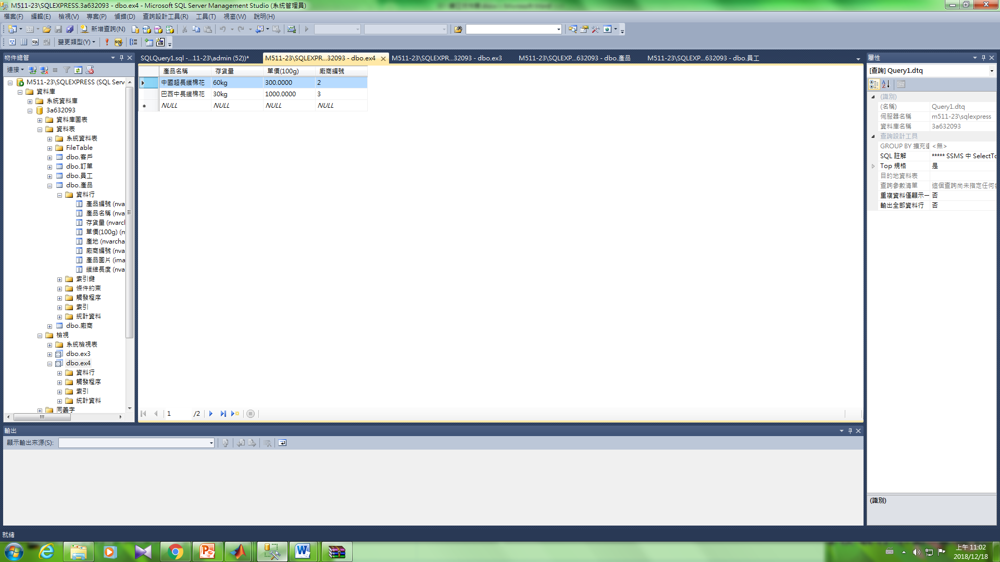 M511-23\SQLEXPRESS.3a632093 - dbo.ex4 - Microsoft SQL Server Management Studio (系統管理員)
檔案(F) 編輯(E) 檢視(V) 專案(P) 偵錯(D) 查詢設計工具(R) 工具(T) 視窗(W) 說明(H)
新增查詢(N)
變更類型(Y)
物件總管
連接
M511-23\SQLEXPRESS (SQL Serv
資料庫
系統資料庫
3a632093
資料庫圖表
資料表
系統資料表
FileTable
dbo.客戶
dbo.訂單
dbo.員工
dbo.產品
資料行
產品編號 (nva
產品名稱 (nva
存貨量 (nvarcl
單價(100g) (m
產地 (nvarcha
廠商編號 (nva
產品圖片 (ima
纖維長度 (nva
索引鍵
條件約束
觸發程序
索引
統計資料
dbo.廠商
檢視
系統檢視表
dbo.ex3
dbo.ex4
資料行
觸發程序
索引
統計資料
同義字
SQLQuery1.sql -...11-23\admin (52))* M511-23\SQLEXPR...32093 - dbo.ex4 M511-23\SQLEXPR...32093 - dbo.ex3 M511-23\SQLEXP...632093 - dbo.產品 M511-23\SQLEXP...632093 - dbo.員工
產品名稱 存貨量 單價(100g) 廠商編號
中國超長纖棉花 60kg 300.0000 2
巴西中長纖棉花 30kg 1000.0000 3
NULL NULL NULL NULL
1 /2
屬性
[查詢] Query1.dtq
(識別)
(名稱) Query1.dtq
伺服器名稱 m511-23\sqlexpress
資料庫名稱 3a632093
查詢設計工具
GROUP BY 擴充選 <無>
SQL 註解 ***** SSMS 中 SelectTo
Top 規格 是
目的地資料表
查詢參數清單 這個查詢尚未指定任何參
重複資料僅顯示一 否
輸出全部資料行 否
(識別)
輸出
顯示輸出來源(S):
就緒
上午 11:02
2018/12/18